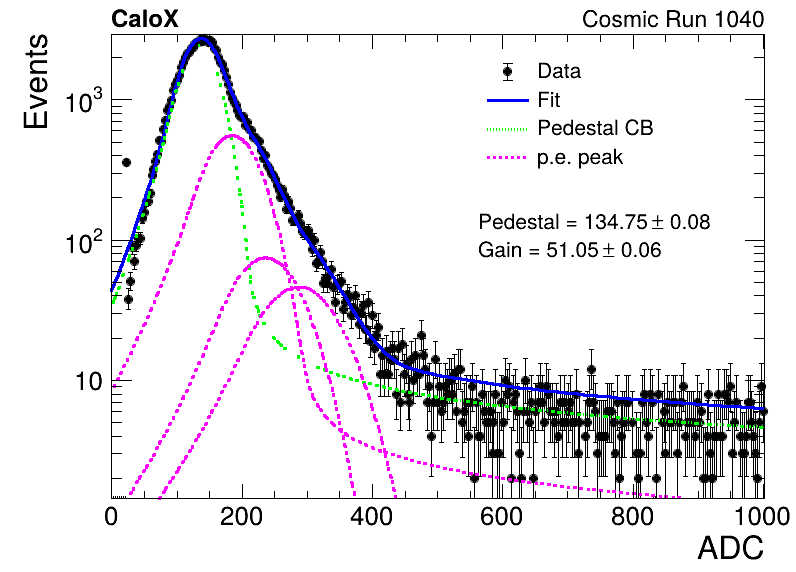 CaloX Cosmic Run 1040
Events
Data
Fit
Pedestal CB
p.e. peak
Pedestal = 134.75 ± 0.08
Gain = 51.05 ± 0.06
10³
10²
10
0 200 400 600 800 1000
ADC